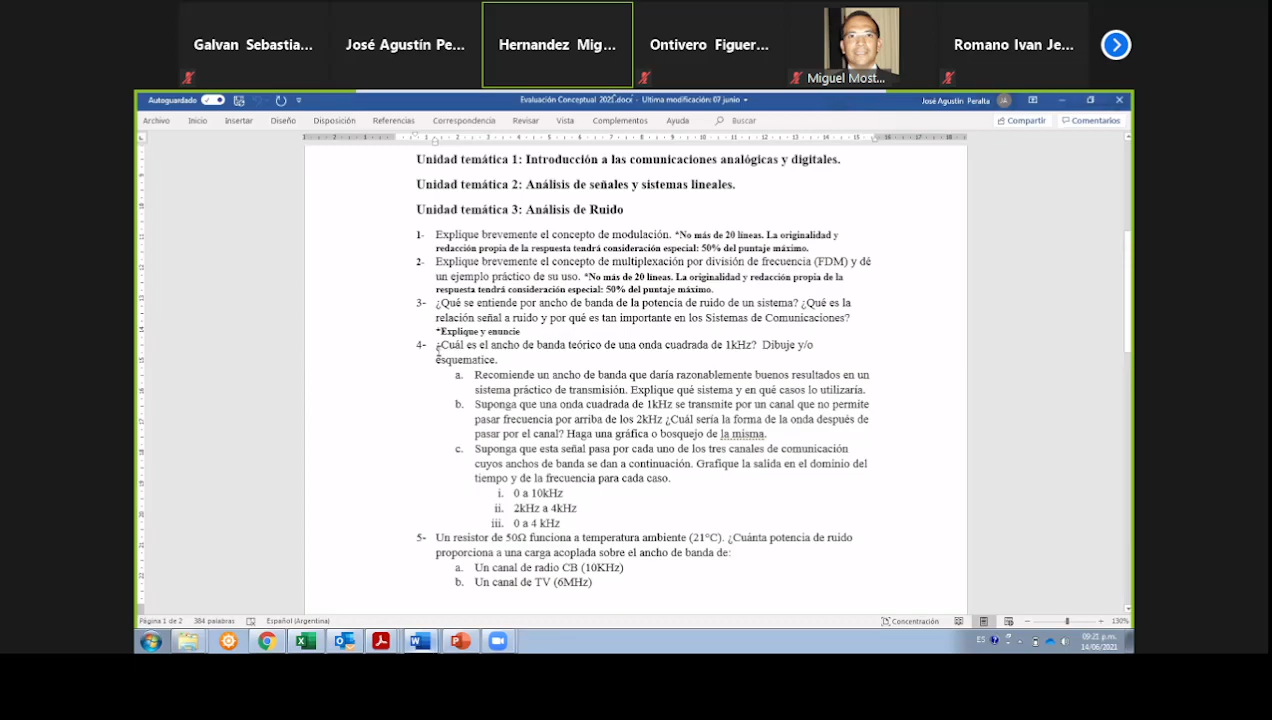 Galvan Sebastia... José Agustín Pe... Hernandez Mig... Ontivero Figuer... Romano Ivan Je...
Miguel Most...
Autoguardado Evaluación Conceptual 2021.docx - Última modificación: 07 junio José Agustín Peralta JA
Archivo Inicio Insertar Diseño Disposición Referencias Correspondencia Revisar Vista Complementos Ayuda Buscar Compartir Comentarios
Unidad temática 1: Introducción a las comunicaciones analógicas y digitales.
Unidad temática 2: Análisis de señales y sistemas lineales.
Unidad temática 3: Análisis de Ruido
1- Explique brevemente el concepto de modulación. *No más de 20 líneas. La originalidad y
redacción propia de la respuesta tendrá consideración especial: 50% del puntaje máximo.
2- Explique brevemente el concepto de multiplexación por división de frecuencia (FDM) y dé
un ejemplo práctico de su uso. *No más de 20 líneas. La originalidad y redacción propia de la
respuesta tendrá consideración especial: 50% del puntaje máximo.
3- ¿Qué se entiende por ancho de banda de la potencia de ruido de un sistema? ¿Qué es la
relación señal a ruido y por qué es tan importante en los Sistemas de Comunicaciones?
*Explique y enuncie
4- ¿Cuál es el ancho de banda teórico de una onda cuadrada de 1kHz? Dibuje y/o
esquematice.
a. Recomiende un ancho de banda que daría razonablemente buenos resultados en un
sistema práctico de transmisión. Explique qué sistema y en qué casos lo utilizaría.
b. Suponga que una onda cuadrada de 1kHz se transmite por un canal que no permite
pasar frecuencia por arriba de los 2kHz ¿Cuál sería la forma de la onda después de
pasar por el canal? Haga una gráfica o bosquejo de la misma.
c. Suponga que esta señal pasa por cada uno de los tres canales de comunicación
cuyos anchos de banda se dan a continuación. Grafique la salida en el dominio del
tiempo y de la frecuencia para cada caso.
i. 0 a 10kHz
ii. 2kHz a 4kHz
iii. 0 a 4 kHz
5- Un resistor de 50Ω funciona a temperatura ambiente (21°C). ¿Cuánta potencia de ruido
proporciona a una carga acoplada sobre el ancho de banda de:
a. Un canal de radio CB (10KHz)
b. Un canal de TV (6MHz)
Página 1 de 2 384 palabras Español (Argentina) Concentración 130%
ES 09:21 p.m.
14/06/2021